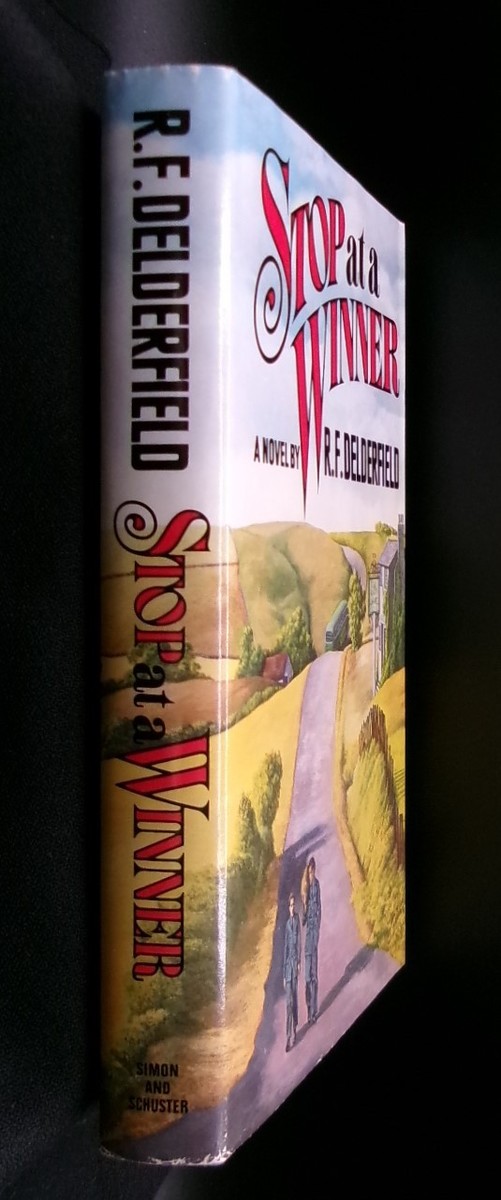 R.F. DELDERFIELD
STOP at a WINNER
SIMON
AND
SCHUSTER
STOP at a
WINNER
A NOVEL BY R.F. DELDERFIELD